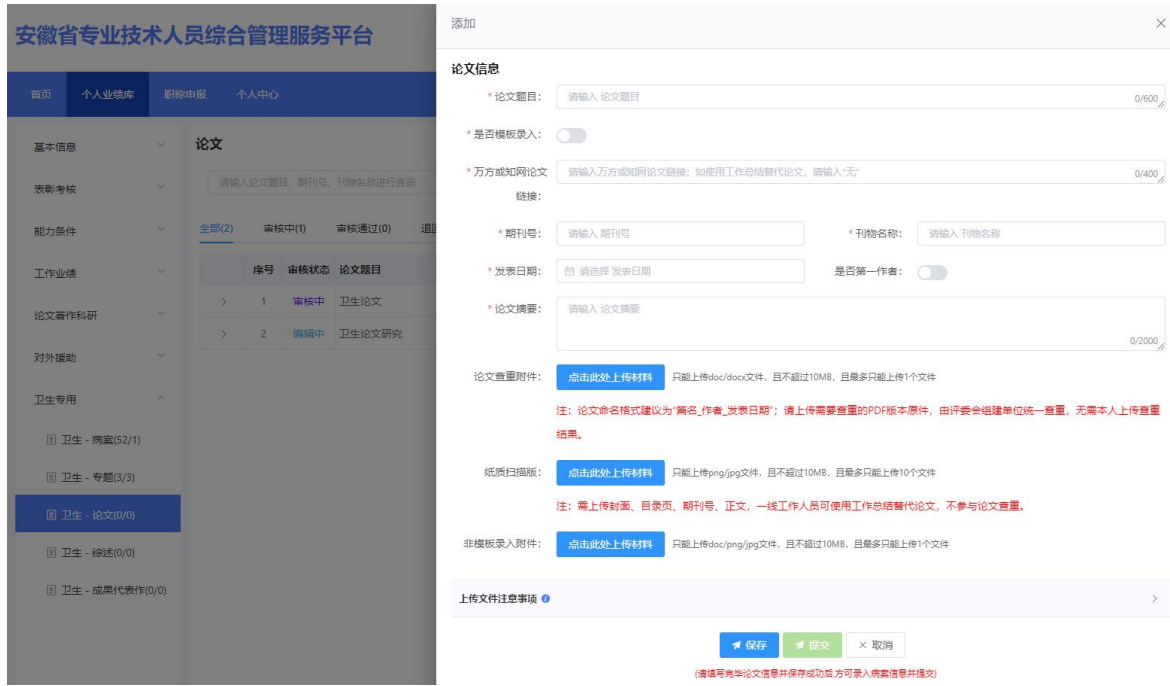 安徽省专业技术人员综合管理服务平台
首页 个人业绩库 职称申报 个人中心
基本信息
表彰考核
能力条件
工作业绩
论文著作科研
对外援助
卫生专用
卫生 - 病案(52/1)
卫生 - 专题(3/3)
卫生 - 论文(0/0)
卫生 - 综述(0/0)
卫生 - 成果代表作(0/0)
论文
请输入论文题目、期刊号、刊物名称进行查询
全部(2) 审核中(1) 审核通过(0) 退回
序号 审核状态 论文题目
1 审核中 卫生论文
2 编辑中 卫生论文研究
添加
论文信息
* 论文题目: 请输入 论文题目 0/600
* 是否模板录入:
* 万方或知网论文 请输入万方或知网论文链接；如使用工作总结替代论文，请输入"无" 0/400
链接:
* 期刊号: 请输入 期刊号 * 刊物名称: 请输入 刊物名称
* 发表日期: 请选择 发表日期 是否第一作者:
* 论文摘要: 请输入 论文摘要
0/2000
论文查重附件: 点击此处上传材料 只能上传doc/docx文件，且不超过10MB，且最多只能上传1个文件
注：论文命名格式建议为"篇名_作者_发表日期"；请上传需要查重的PDF版本原件，由评委会组建单位统一查重，无需本人上传查重
结果。
纸质扫描版: 点击此处上传材料 只能上传png/jpg文件，且不超过10MB，且最多只能上传10个文件
注：需上传封面、目录页、期刊号、正文，一线工作人员可使用工作总结替代论文，不参与论文查重。
非模板录入附件: 点击此处上传材料 只能上传doc/png/jpg文件，且不超过10MB，且最多只能上传1个文件
上传文件注意事项
保存 提交 × 取消
(请填写完毕论文信息并保存成功后,方可录入病案信息并提交)